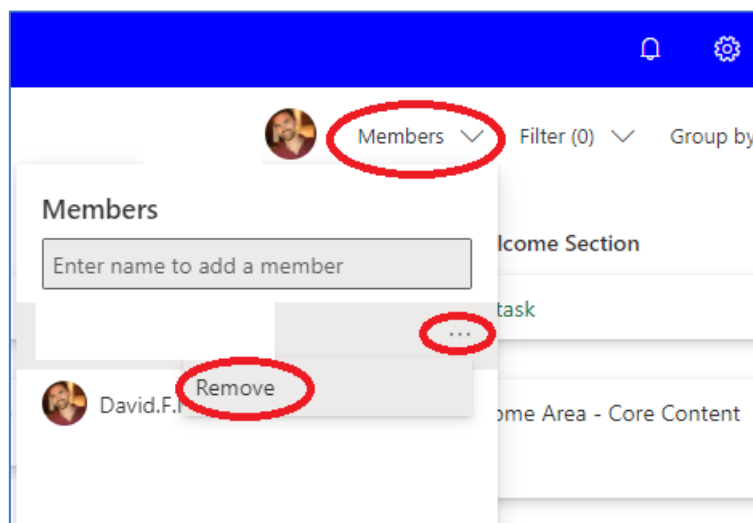 Members Filter (0) Group by
Members
Enter name to add a member
lcome Section
task
...
Remove
David.F.
ome Area - Core Content